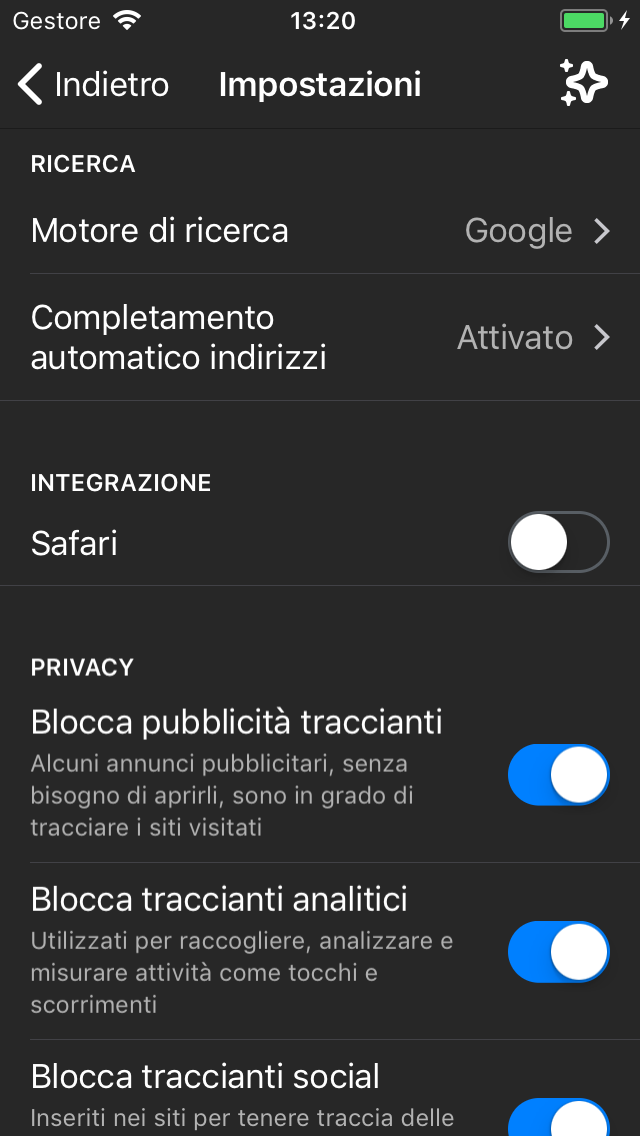 Gestore 13:20
Indietro Impostazioni
RICERCA
Motore di ricerca Google
Completamento
automatico indirizzi Attivato
INTEGRAZIONE
Safari
PRIVACY
Blocca pubblicità traccianti
Alcuni annunci pubblicitari, senza
bisogno di aprirli, sono in grado di
tracciare i siti visitati
Blocca traccianti analitici
Utilizzati per raccogliere, analizzare e
misurare attività come tocchi e
scorrimenti
Blocca traccianti social
Inseriti nei siti per tenere traccia delle